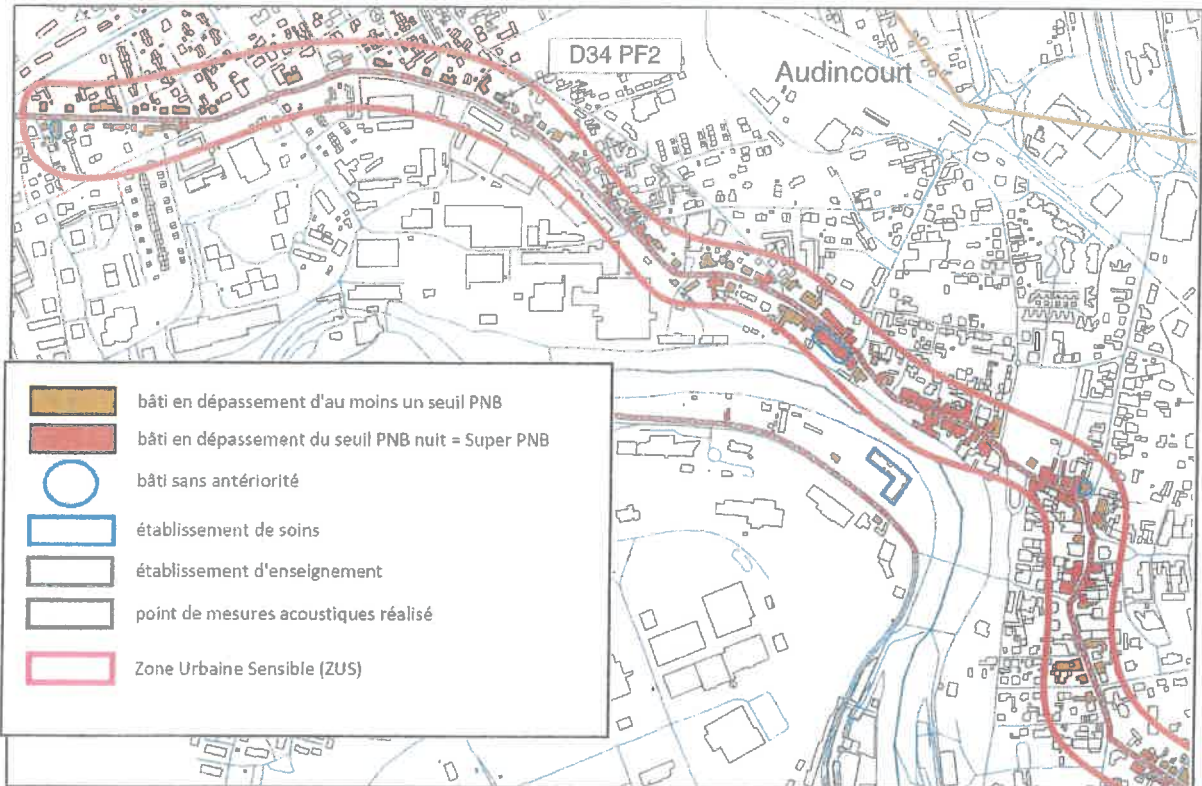 D34 PF2
Audincourt
bâti en dépassement d'au moins un seuil PNB
bâti en dépassement du seuil PNB nuit = Super PNB
bâti sans antériorité
établissement de soins
établissement d'enseignement
point de mesures acoustiques réalisé
Zone Urbaine Sensible (ZUS)